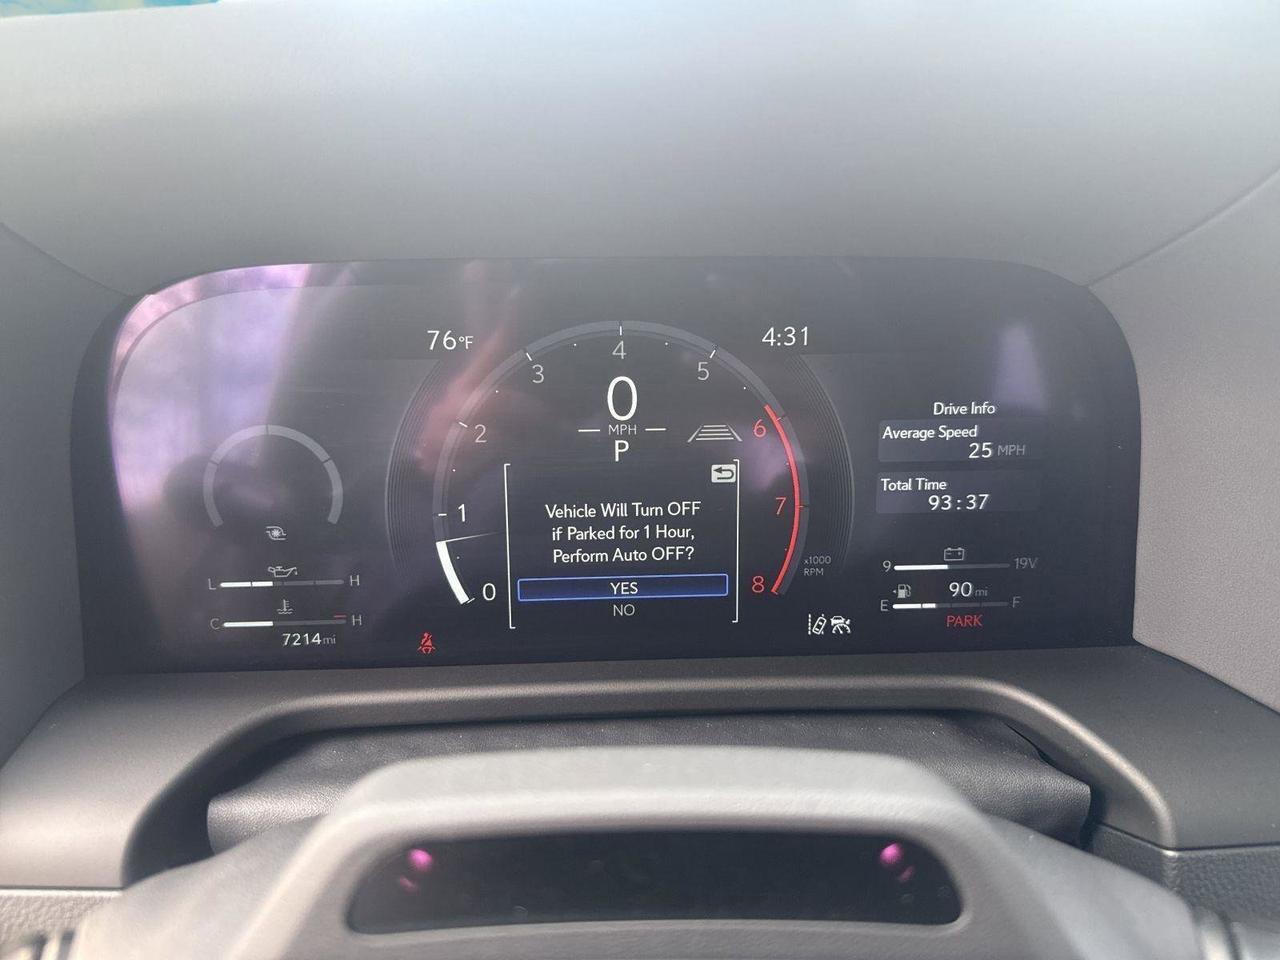 76°F
4:31
4
3
5
2
6
0
MPH
P
1
7
0
8
x1000
RPM
Vehicle Will Turn OFF
if Parked for 1 Hour,
Perform Auto OFF?
YES
NO
Drive Info
Average Speed
25 MPH
Total Time
93:37
L H
C H
7214 mi
9 19V
90 mi
E F
PARK